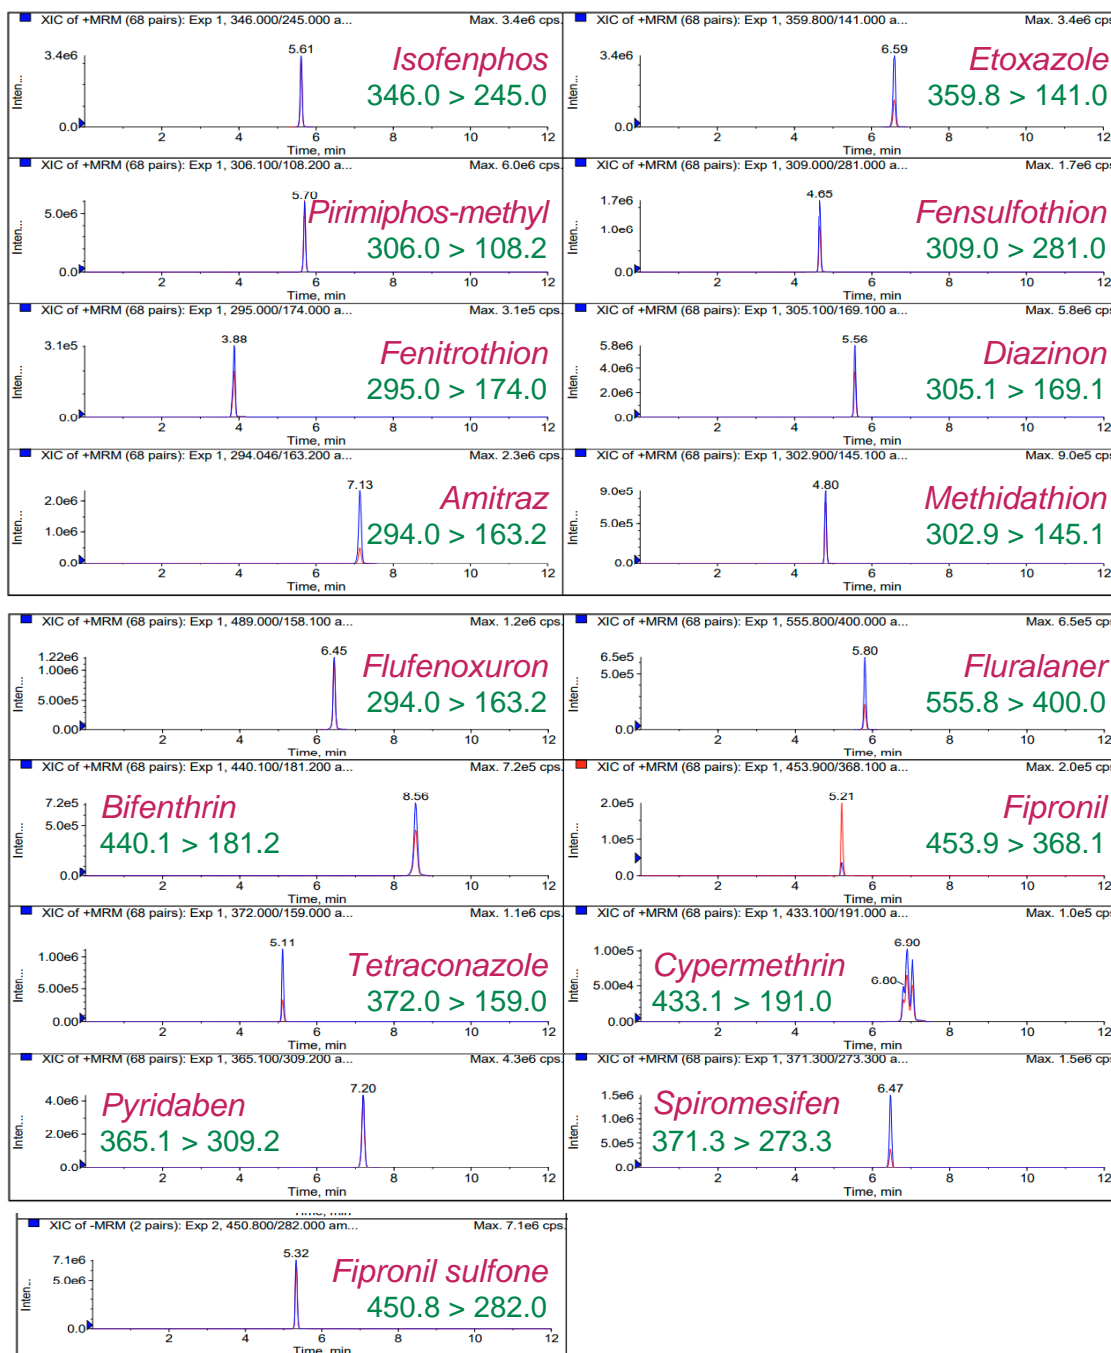 XIC of +MRM (68 pairs): Exp 1, 346.000/245.000 a... Max. 3.4e6 cps.
5.61
3.4e6
Isofenphos
346.0 > 245.0
Inten...
0.0
2 4 6 8 10 12
Time, min
XIC of +MRM (68 pairs): Exp 1, 359.800/141.000 a... Max. 3.4e6 cps
6.59
3.4e6
Etoxazole
359.8 > 141.0
Inten...
0.0
2 4 6 8 10 12
Time, min
XIC of +MRM (68 pairs): Exp 1, 306.100/108.200 a... Max. 6.0e6 cps.
5.70
5.0e6
Pirimiphos-methyl
306.0 > 108.2
Inten...
0.0
2 4 6 8 10 12
Time, min
XIC of +MRM (68 pairs): Exp 1, 309.000/281.000 a... Max. 1.7e6 cps
4.65
1.7e6
Fensulfothion
1.0e6
309.0 > 281.0
Inten...
0.0
2 4 6 8 10 12
Time, min
XIC of +MRM (68 pairs): Exp 1, 295.000/174.000 a... Max. 3.1e5 cps.
3.88
3.1e5
Fenitrothion
295.0 > 174.0
Inten...
0.0
2 4 6 8 10 12
Time, min
XIC of +MRM (68 pairs): Exp 1, 305.100/169.100 a... Max. 5.8e6 cps
5.56
5.8e6
Diazinon
4.0e6
305.1 > 169.1
2.0e6
Inten...
0.0
2 4 6 8 10 12
Time, min
XIC of +MRM (68 pairs): Exp 1, 294.046/163.200 a... Max. 2.3e6 cps.
7.13
2.0e6
Amitraz
1.0e6
294.0 > 163.2
Inten...
0.0
2 4 6 8 10 12
Time, min
XIC of +MRM (68 pairs): Exp 1, 302.900/145.100 a... Max. 9.0e5 cps
4.80
9.0e5
Methidathion
5.0e5
302.9 > 145.1
Inten...
0.0
2 4 6 8 10 12
Time, min
XIC of +MRM (68 pairs): Exp 1, 489.000/158.100 a... Max. 1.2e6 cps.
6.45
1.22e6
1.00e6
Flufenoxuron
5.00e5
294.0 > 163.2
Inten...
0.00
2 4 6 8 10 12
Time, min
XIC of +MRM (68 pairs): Exp 1, 555.800/400.000 a... Max. 6.5e5 cps
5.80
6.5e5
5.0e5
Fluralaner
555.8 > 400.0
Inten...
0.0
2 4 6 8 10 12
Time, min
XIC of +MRM (68 pairs): Exp 1, 440.100/181.200 a... Max. 7.2e5 cps.
8.56
7.2e5
Bifenthrin
5.0e5
440.1 > 181.2
Inten...
0.0
2 4 6 8 10 12
Time, min
XIC of +MRM (68 pairs): Exp 1, 453.900/368.100 a... Max. 2.0e5 cps
5.21
2.0e5
Fipronil
1.0e5
453.9 > 368.1
Inten...
0.0
2 4 6 8 10 12
Time, min
XIC of +MRM (68 pairs): Exp 1, 372.000/159.000 a... Max. 1.1e6 cps.
5.11
1.00e6
Tetraconazole
5.00e5
372.0 > 159.0
Inten...
0.00
2 4 6 8 10 12
Time, min
XIC of +MRM (68 pairs): Exp 1, 433.100/191.000 a... Max. 1.0e5 cps
6.90
1.00e5
Cypermethrin
6.80
5.00e4
433.1 > 191.0
Inten...
0.00
2 4 6 8 10 12
Time, min
XIC of +MRM (68 pairs): Exp 1, 365.100/309.200 a... Max. 4.3e6 cps.
7.20
4.0e6
Pyridaben
2.0e6
365.1 > 309.2
Inten...
0.0
2 4 6 8 10 12
Time, min
XIC of +MRM (68 pairs): Exp 1, 371.300/273.300 a... Max. 1.5e6 cps
6.47
1.5e6
Spiromesifen
1.0e6
371.3 > 273.3
5.0e5
Inten...
0.0
2 4 6 8 10 12
Time, min
XIC of -MRM (2 pairs): Exp 2, 450.800/282.000 am... Max. 7.1e6 cps.
5.32
7.1e6
Fipronil sulfone
5.0e6
450.8 > 282.0
Inten...
0.0
2 4 6 8 10 12
Time, min